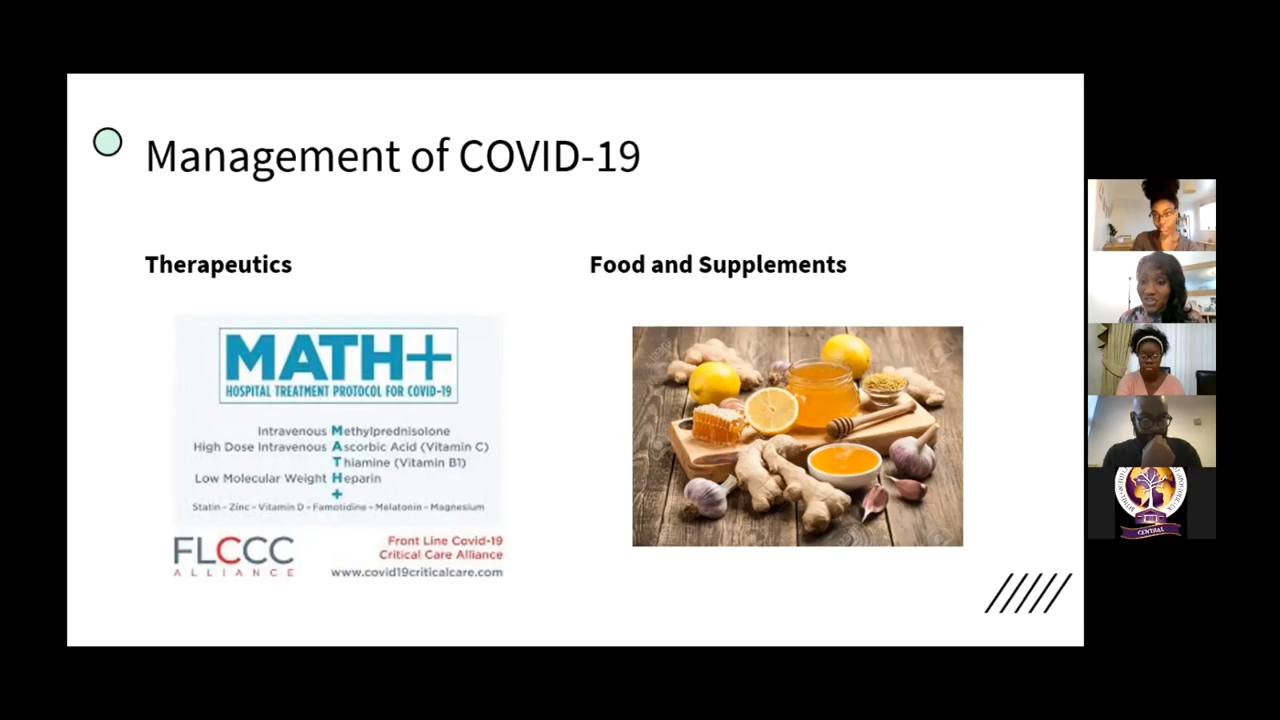 Management of COVID-19
Therapeutics
Food and Supplements
MATH+
HOSPITAL TREATMENT PROTOCOL FOR COVID-19
Intravenous Methylprednisolone
High Dose Intravenous Ascorbic Acid (Vitamin C)
Thiamine (Vitamin B1)
Low Molecular Weight Heparin
+
Statin – Zinc – Vitamin D – Famotidine – Melatonin – Magnesium
FLCCC
ALLIANCE
Front Line Covid-19
Critical Care Alliance
www.covid19criticalcare.com
CENTRAL